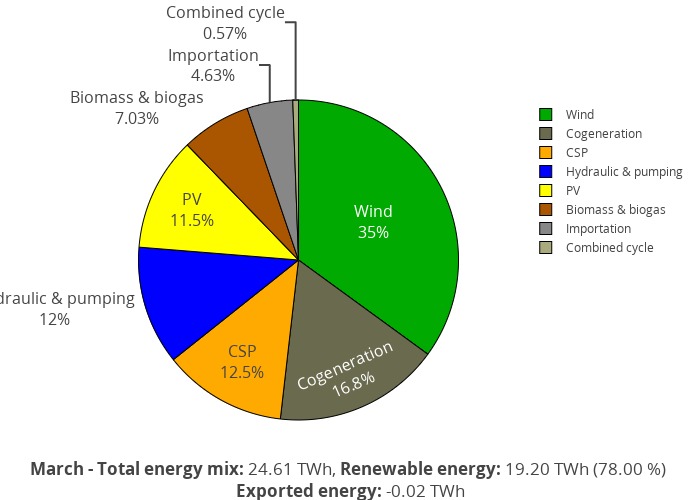 Combined cycle
0.57%
Importation
4.63%
Biomass & biogas
7.03%
Wind
35%
PV
11.5%
draulic & pumping
12%
CSP
12.5%
Cogeneration
16.8%
Wind
Cogeneration
CSP
Hydraulic & pumping
PV
Biomass & biogas
Importation
Combined cycle
March - Total energy mix: 24.61 TWh, Renewable energy: 19.20 TWh (78.00 %)
Exported energy: -0.02 TWh